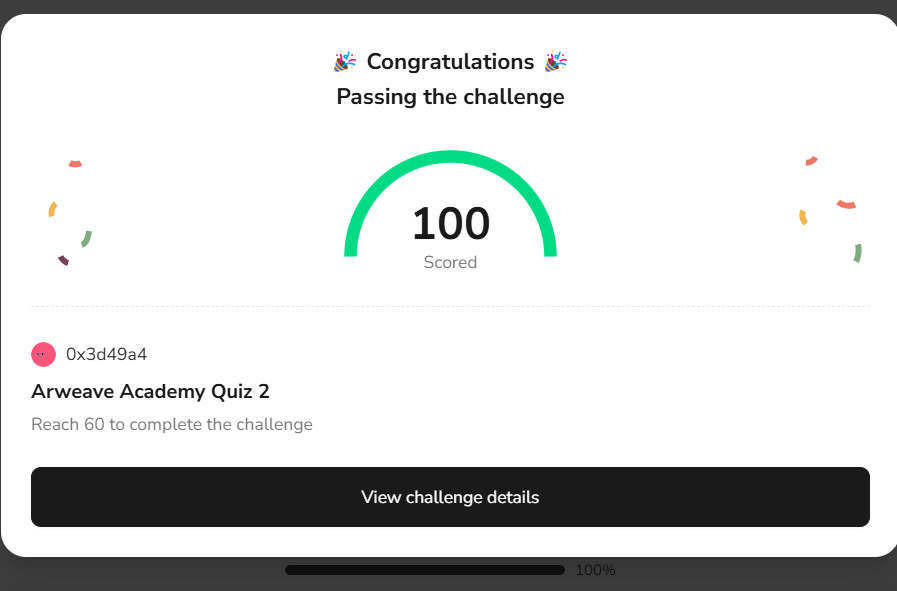 🎉 Congratulations 🎉
Passing the challenge
100
Scored
0x3d49a4
Arweave Academy Quiz 2
Reach 60 to complete the challenge
View challenge details
100%